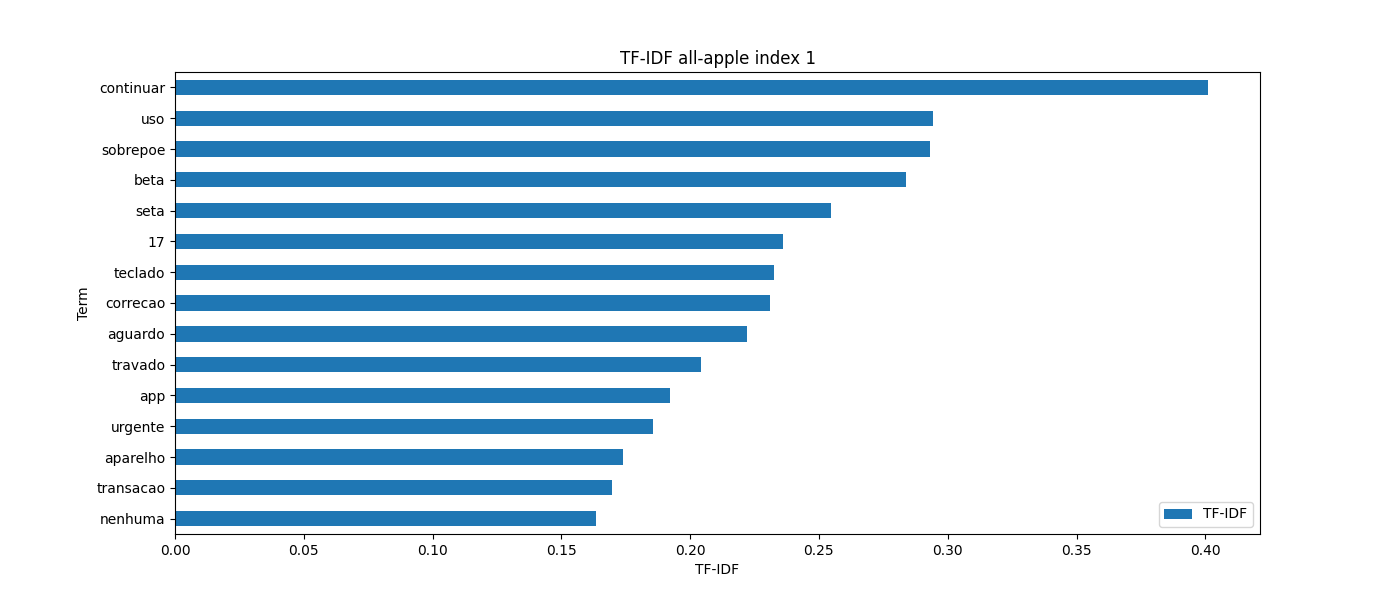 TF-IDF all-apple index 1
Term
continuar
uso
sobrepoe
beta
seta
17
teclado
correcao
aguardo
travado
app
urgente
aparelho
transacao
nenhuma
TF-IDF
0.00 0.05 0.10 0.15 0.20 0.25 0.30 0.35 0.40
TF-IDF